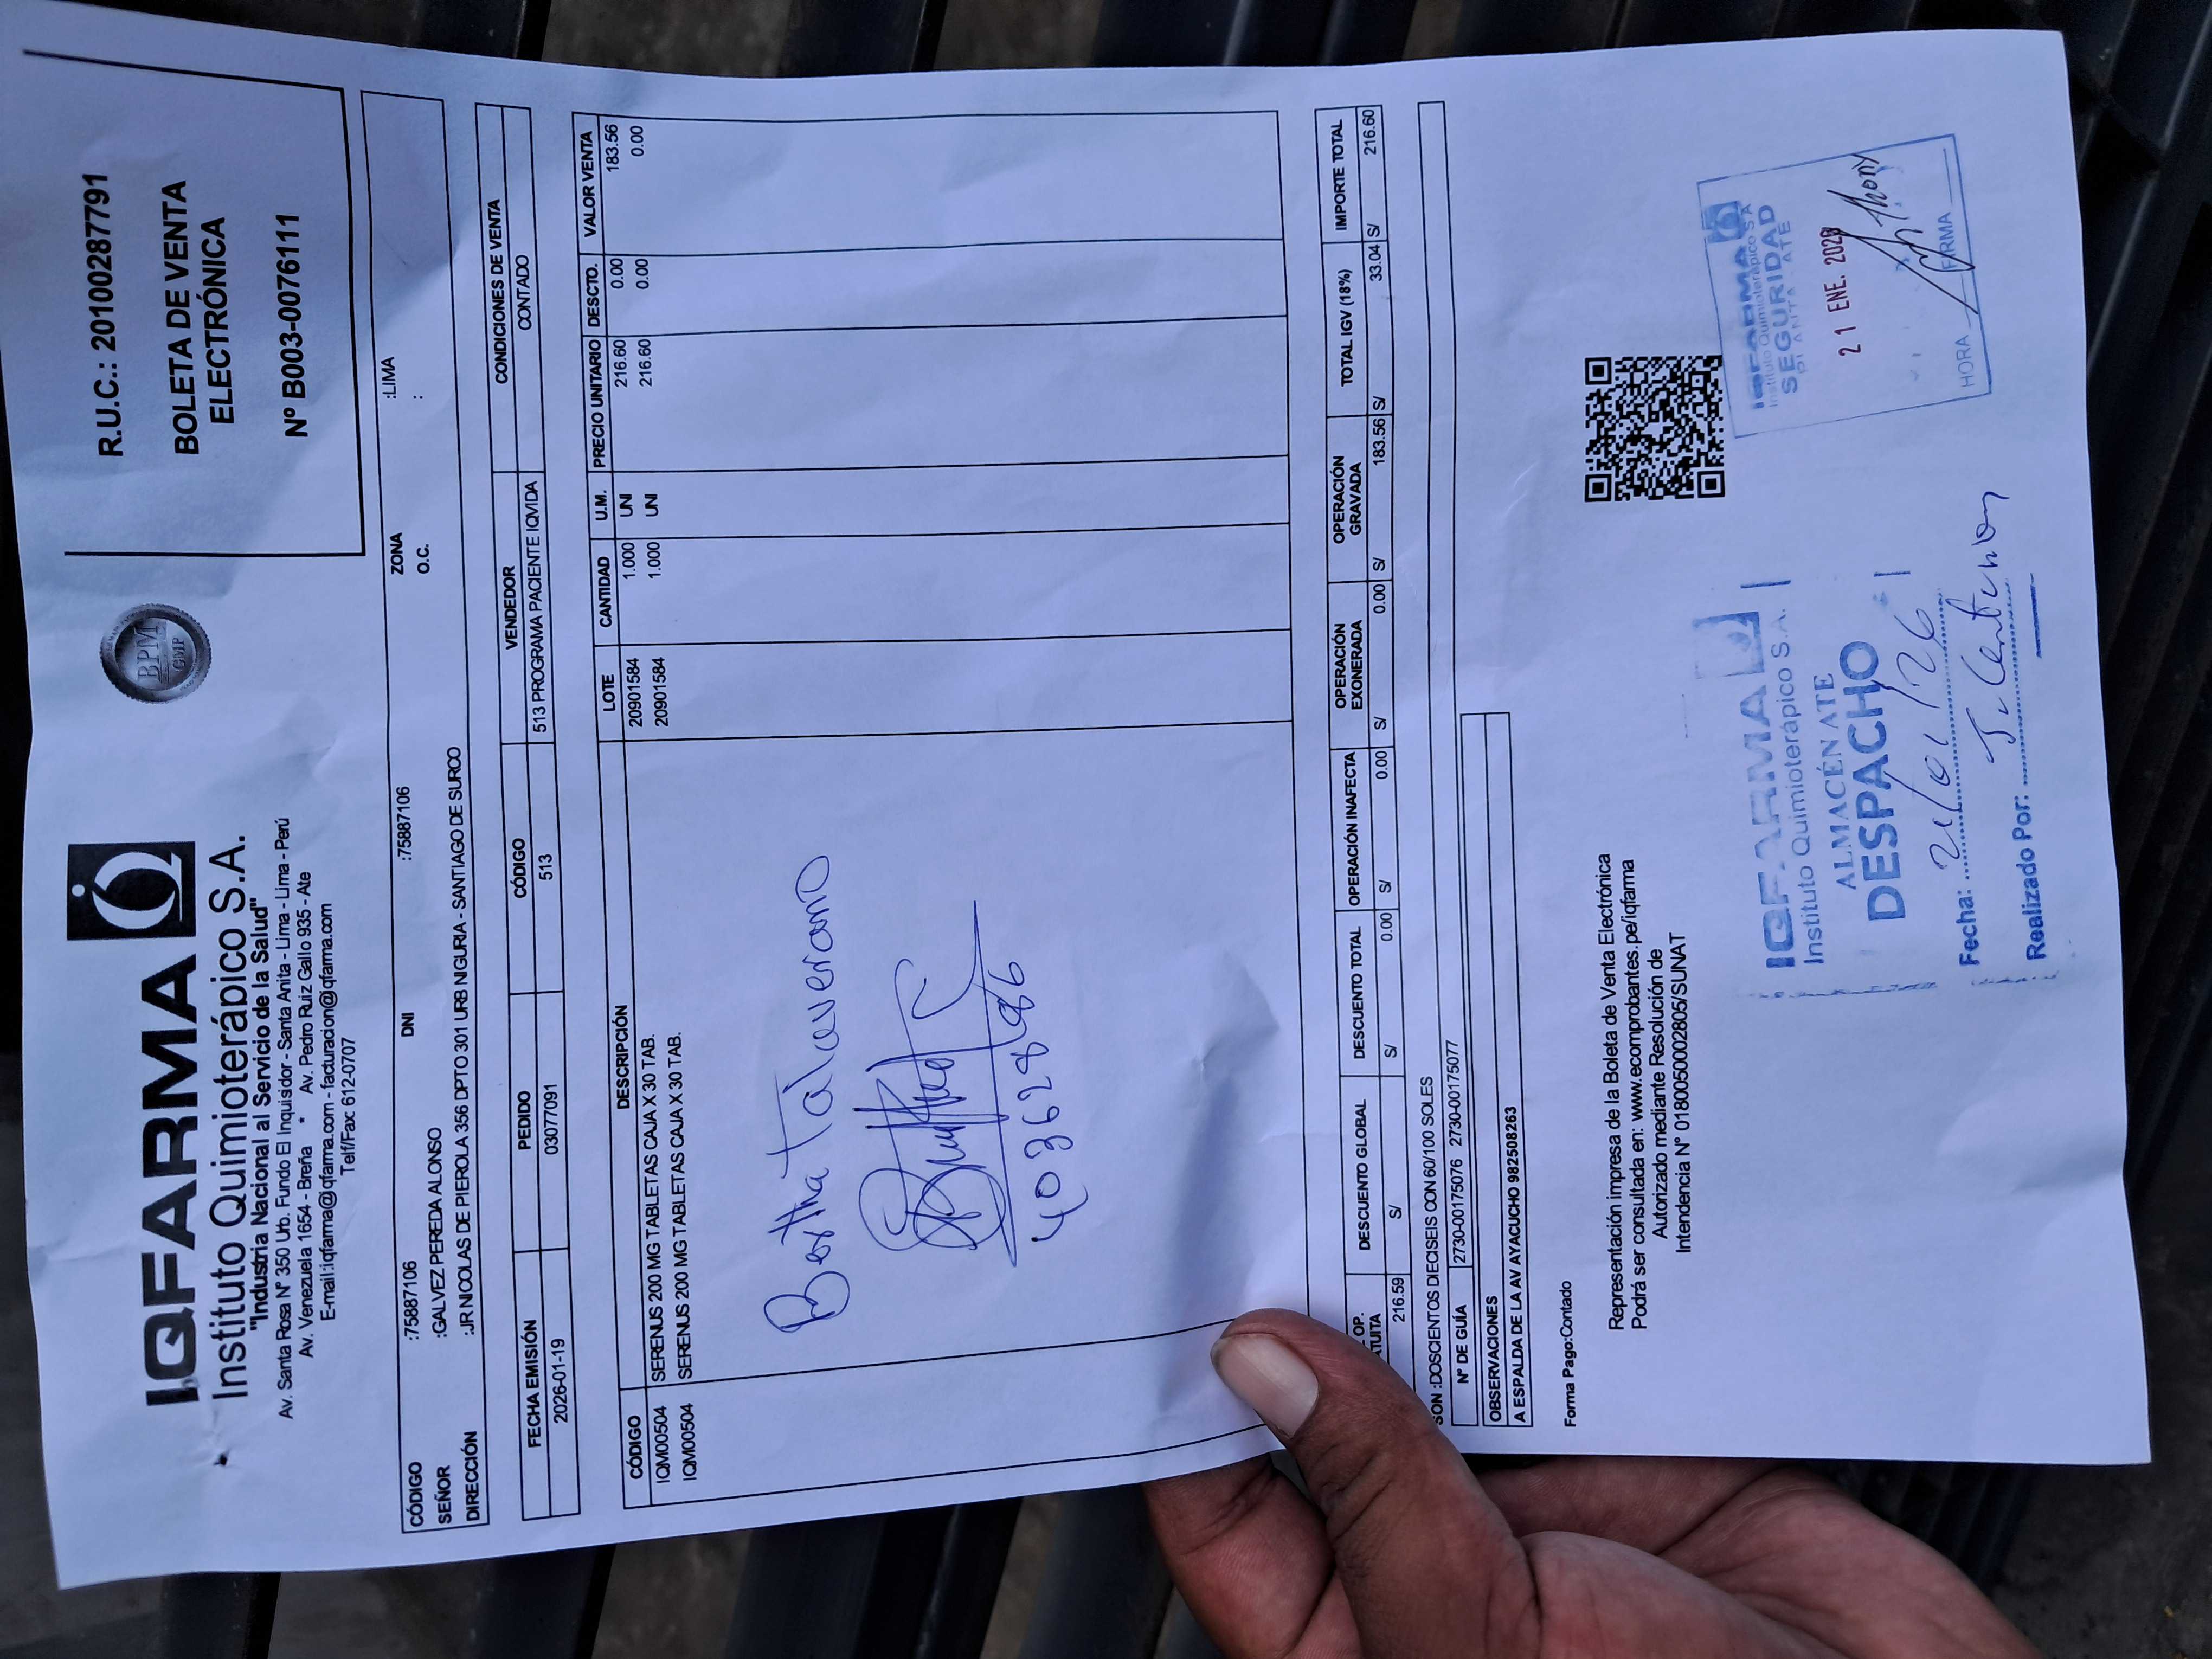 IQFARMA
Instituto Quimioterápico S.A.
"Industria Nacional al Servicio de la Salud"
Av. Santa Rosa Nº 350 Urb. Fundo El Inquisidor - Santa Anita - Lima - Perú
Av. Venezuela 1654 - Breña * Av. Pedro Ruiz Gallo 935 - Ate
E-mail:iqfarma@iqfarma.com - facturacion@iqfarma.com
Telf/Fax: 612-0707
BPM
GMP
R.U.C.: 20100287791
BOLETA DE VENTA
ELECTRÓNICA
Nº B003-0076111
CÓDIGO :75887106 DNI :75887106 ZONA :LIMA
SEÑOR :GALVEZ PEREDA ALONSO O.C. :
DIRECCIÓN :JR NICOLAS DE PIEROLA 356 DPTO 301 URB NIGURIA - SANTIAGO DE SURCO
FECHA EMISIÓN PEDIDO CÓDIGO VENDEDOR CONDICIONES DE VENTA
2026-01-19 03077091 513 513 PROGRAMA PACIENTE IQVIDA CONTADO
CÓDIGO DESCRIPCIÓN LOTE CANTIDAD U.M. PRECIO UNITARIO DESCTO. VALOR VENTA
IQM00504 SERENUS 200 MG TABLETAS CAJA X 30 TAB. 20901584 1.000 UNI 216.60 0.00 183.56
IQM00504 SERENUS 200 MG TABLETAS CAJA X 30 TAB. 20901584 1.000 UNI 216.60 0.00 0.00
Bertha Talaverano
OP. DESCUENTO GLOBAL DESCUENTO TOTAL OPERACIÓN INAFECTA OPERACIÓN EXONERADA OPERACIÓN GRAVADA TOTAL IGV (18%) IMPORTE TOTAL
216.59 S/ S/ 0.00 S/ 0.00 S/ 0.00 S/ 183.56 S/ 33.04 S/ 216.60
SON :DOSCIENTOS DIECISEIS CON 60/100 SOLES
Nº DE GUÍA 2730-00175076 2730-00175077
OBSERVACIONES
A ESPALDA DE LA AV AYACUCHO 982508263
Forma Pago:Contado
Representación impresa de la Boleta de Venta Electrónica
Podrá ser consultada en: www.ecomprobantes.pe/iqfarma
Autorizado mediante Resolución de
Intendencia Nº 0180050002805/SUNAT
IQFARMA
Instituto Quimioterápico S.A.
ALMACÉN ATE
DESPACHO
Fecha: 21/01/26
Realizado Por:
IQFARMA
Instituto Quimioterápico S.A
SEGURIDAD
PLANTA - ATE
21 ENE. 2026
Anthony
HORA FIRMA